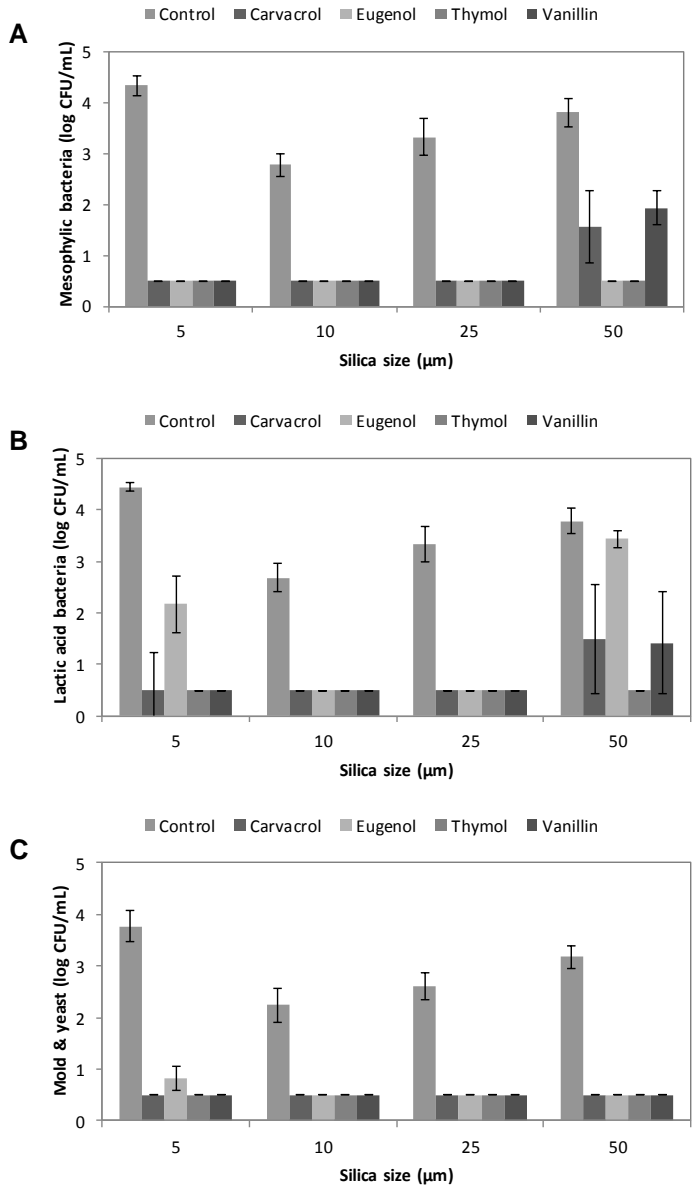 Control Carvacrol Eugenol Thymol Vanillin
A
Mesophylic bacteria (log CFU/mL)
5
4
3
2
1
0
5 10 25 50
Silica size (µm)
Control Carvacrol Eugenol Thymol Vanillin
B
Lactic acid bacteria (log CFU/mL)
5
4
3
2
1
0
5 10 25 50
Silica size (µm)
Control Carvacrol Eugenol Thymol Vanillin
C
Mold & yeast (log CFU/mL)
5
4
3
2
1
0
5 10 25 50
Silica size (µm)